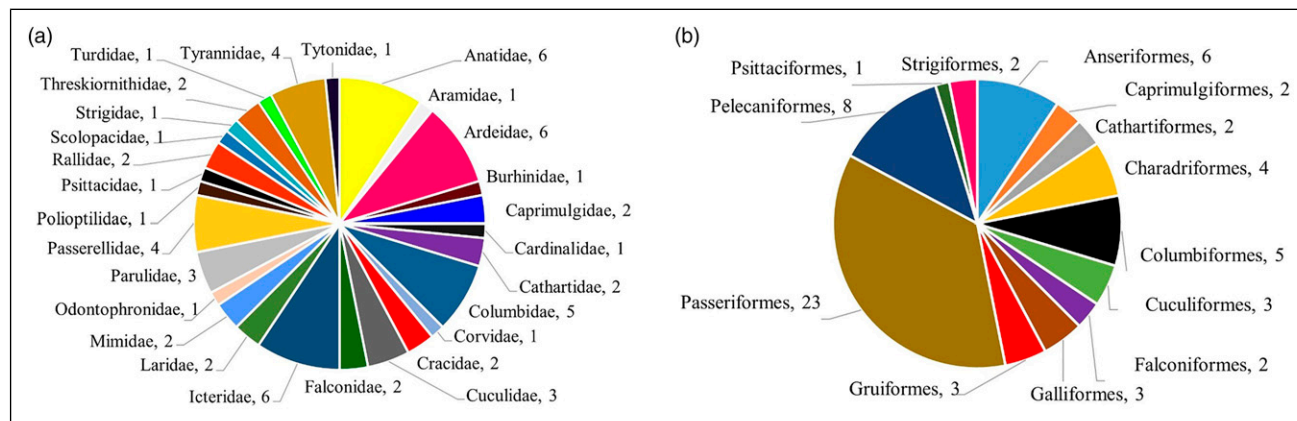 (a)
Anatidae, 6
Aramidae, 1
Ardeidae, 6
Burhinidae, 1
Caprimulgidae, 2
Cardinalidae, 1
Cathartidae, 2
Columbidae, 5
Corvidae, 1
Cracidae, 2
Cuculidae, 3
Falconidae, 2
Icteridae, 6
Laridae, 2
Mimidae, 2
Odontophronidae, 1
Parulidae, 3
Passerellidae, 4
Polioptilidae, 1
Psittacidae, 1
Rallidae, 2
Scolopacidae, 1
Strigidae, 1
Threskiornithidae, 2
Turdidae, 1
Tyrannidae, 4
Tytonidae, 1
(b)
Anseriformes, 6
Caprimulgiformes, 2
Cathartiformes, 2
Charadriformes, 4
Columbiformes, 5
Cuculiformes, 3
Falconiformes, 2
Galliformes, 3
Gruiformes, 3
Passeriformes, 23
Pelecaniformes, 8
Psittaciformes, 1
Strigiformes, 2